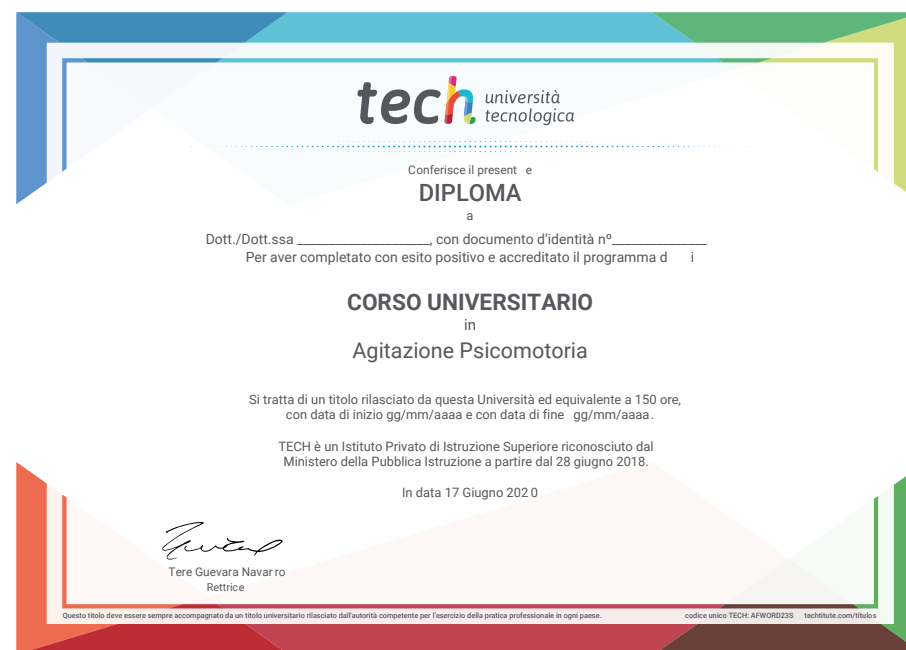 tech università
tecnologica
Conferisce il present e
DIPLOMA
a
Dott./Dott.ssa ___________________, con documento d'identità nº______________
Per aver completato con esito positivo e accreditato il programma d i
CORSO UNIVERSITARIO
in
Agitazione Psicomotoria
Si tratta di un titolo rilasciato da questa Università ed equivalente a 150 ore,
con data di inizio gg/mm/aaaa e con data di fine gg/mm/aaaa.
TECH è un Istituto Privato di Istruzione Superiore riconosciuto dal
Ministero della Pubblica Istruzione a partire dal 28 giugno 2018.
In data 17 Giugno 2020
Tere Guevara Navarro
Rettrice
Questo titolo deve essere sempre accompagnato da un titolo universitario rilasciato dall'autorità competente per l'esercizio della pratica professionale in ogni paese. codice unico TECH: AFWORD23S techtitute.com/titulos